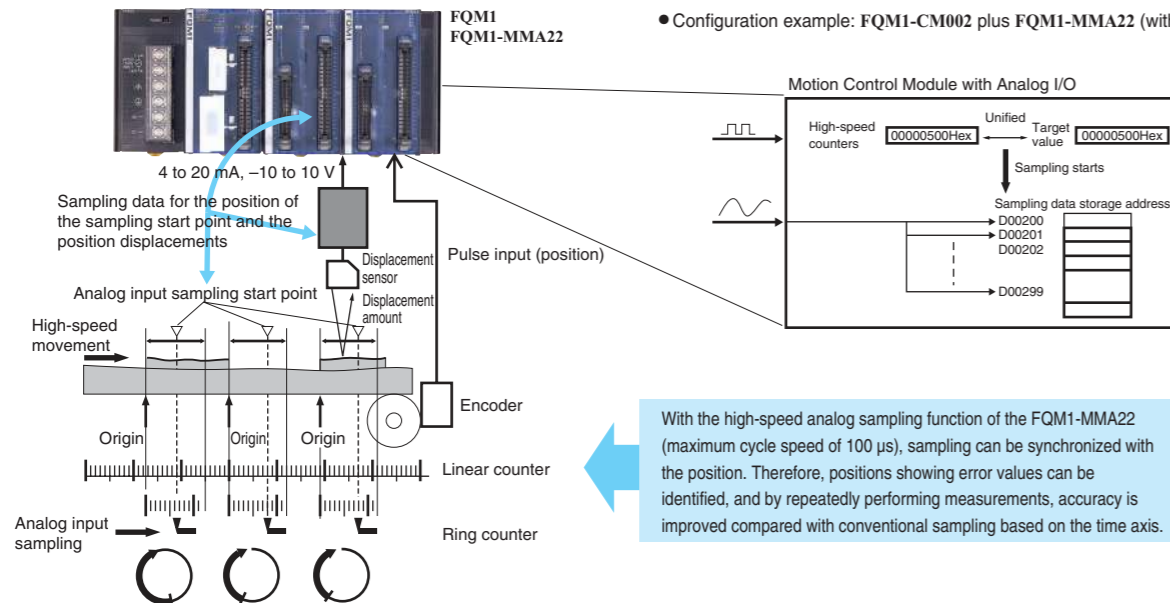 FQM1
FQM1-MMA22
● Configuration example: FQM1-CM002 plus FQM1-MMA22 (with
FQM1
FQM1
FQM1
4 to 20 mA, –10 to 10 V
Sampling data for the position of
the sampling start point and the
position displacements
Displacement
sensor
Pulse input (position)
Displacement
amount
Analog input sampling start point
High-speed
movement
Encoder
Origin
Origin
Origin
Linear counter
Analog input
sampling
Ring counter
Motion Control Module with Analog I/O
High-speed
counters
00000500Hex
Unified
Target
value
00000500Hex
Sampling starts
Sampling data storage address
D00200
D00201
D00202
D00299
With the high-speed analog sampling function of the FQM1-MMA22
(maximum cycle speed of 100 µs), sampling can be synchronized with
the position. Therefore, positions showing error values can be
identified, and by repeatedly performing measurements, accuracy is
improved compared with conventional sampling based on the time axis.